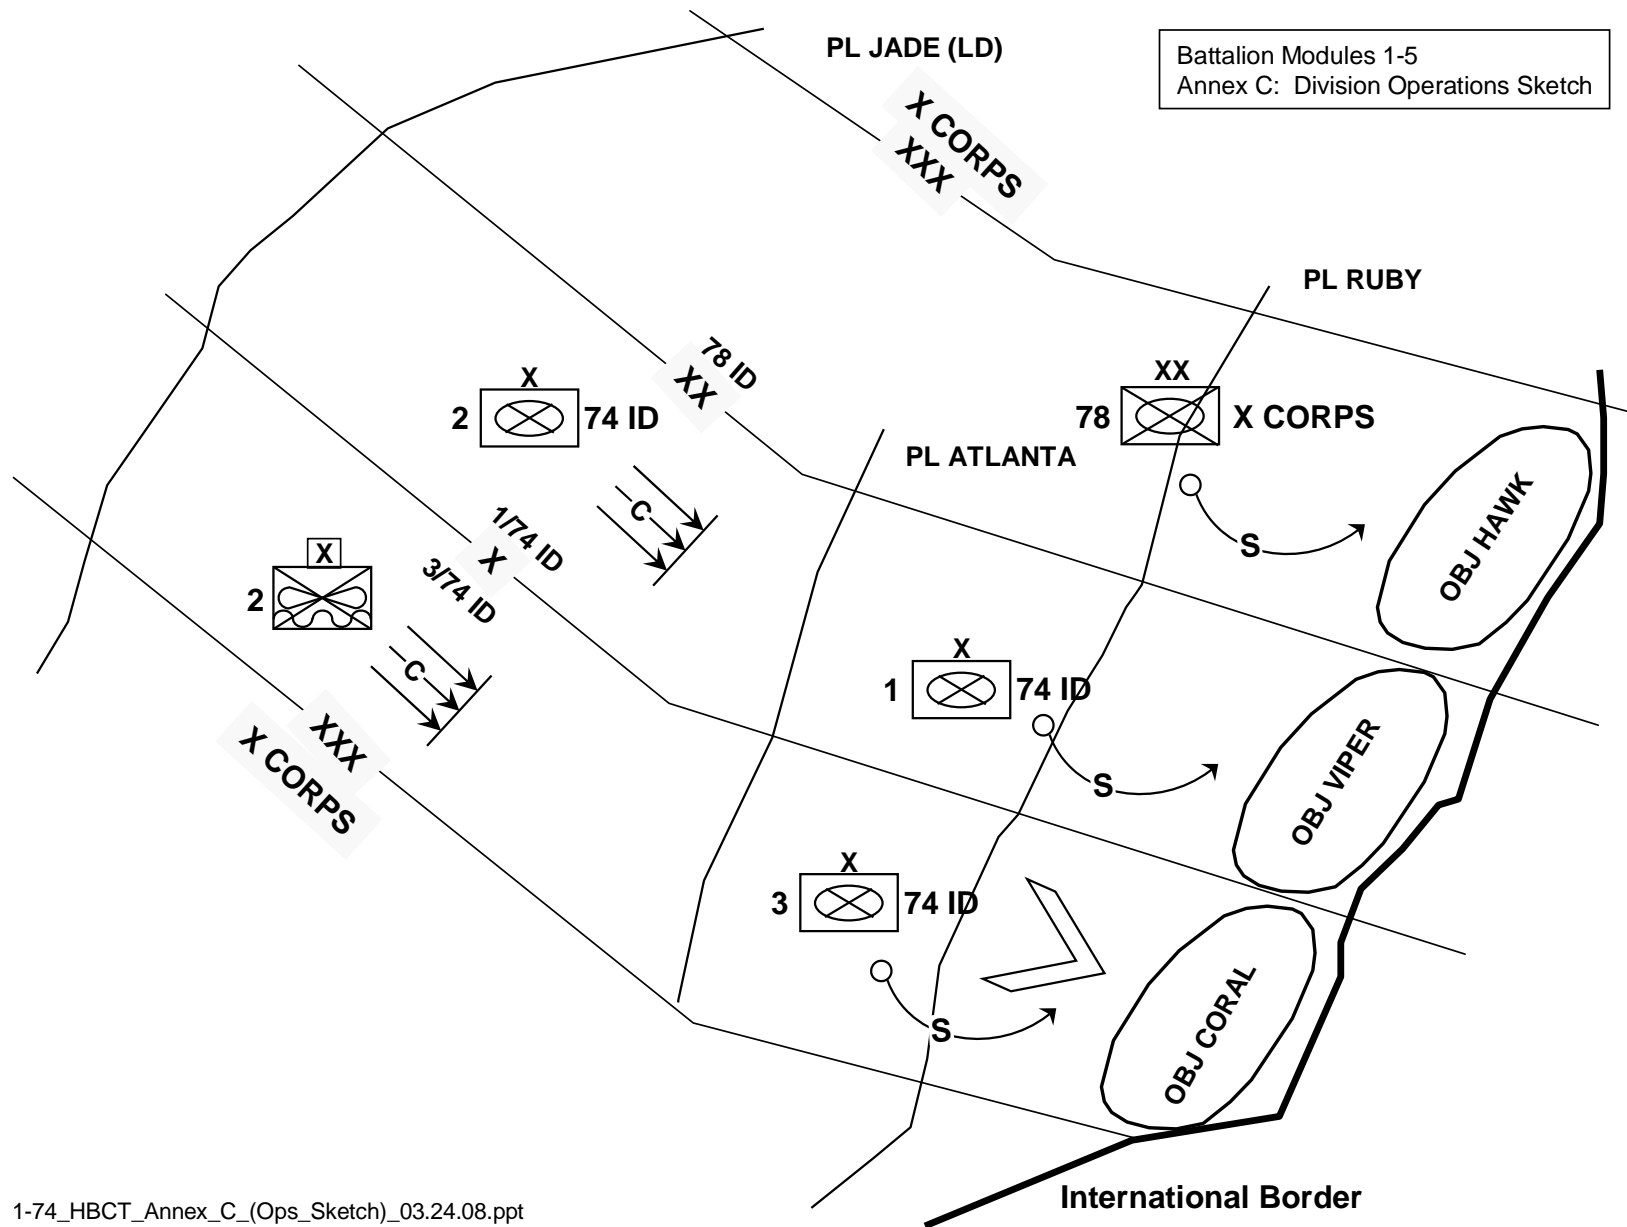 PL JADE (LD)
Battalion Modules 1-5
Annex C:  Division Operations Sketch
X CORPS
XXX
PL RUBY
78 ID
XX
X
2 74 ID
XX
78 X CORPS
PL ATLANTA
C
OBJ HAWK
S
1/74 ID
X
3/74 ID
X
2
C
X
1 74 ID
S
OBJ VIPER
XXX
X CORPS
X
3 74 ID
S
OBJ CORAL
International Border
1-74_HBCT_Annex_C_(Ops_Sketch)_03.24.08.ppt